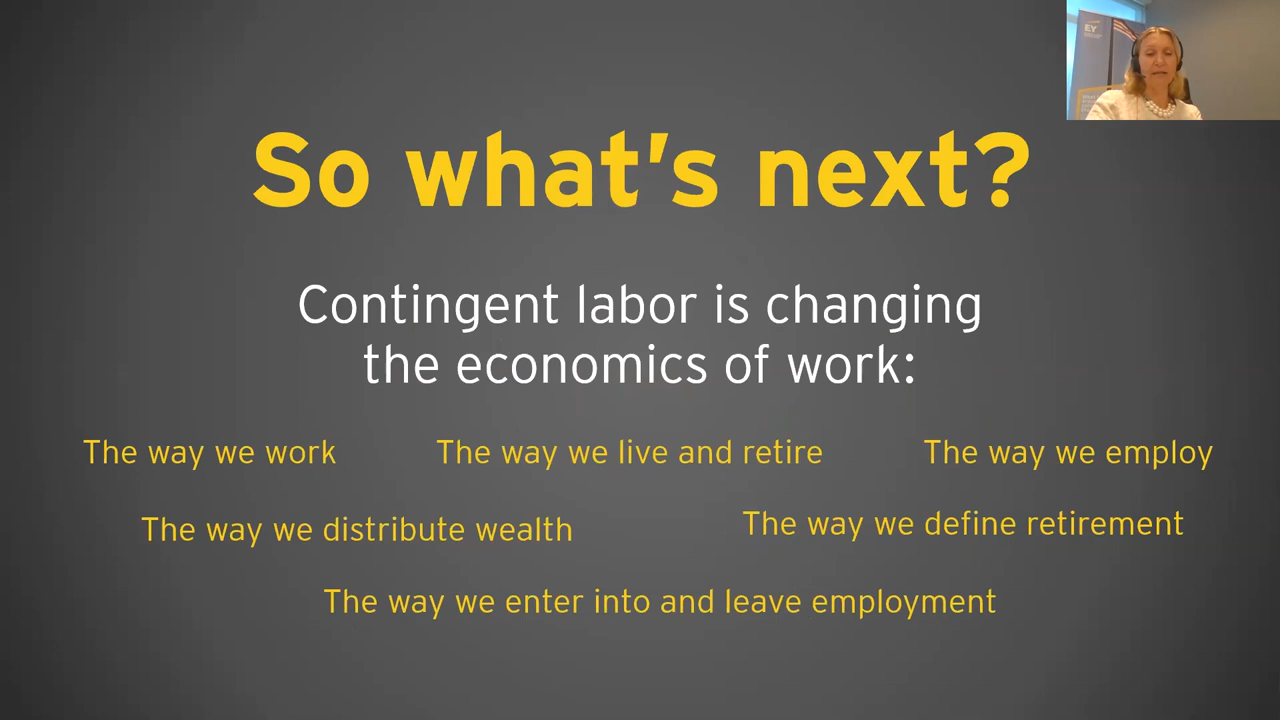 EY
So what's next?
Contingent labor is changing
the economics of work:
The way we work
The way we live and retire
The way we employ
The way we distribute wealth
The way we define retirement
The way we enter into and leave employment